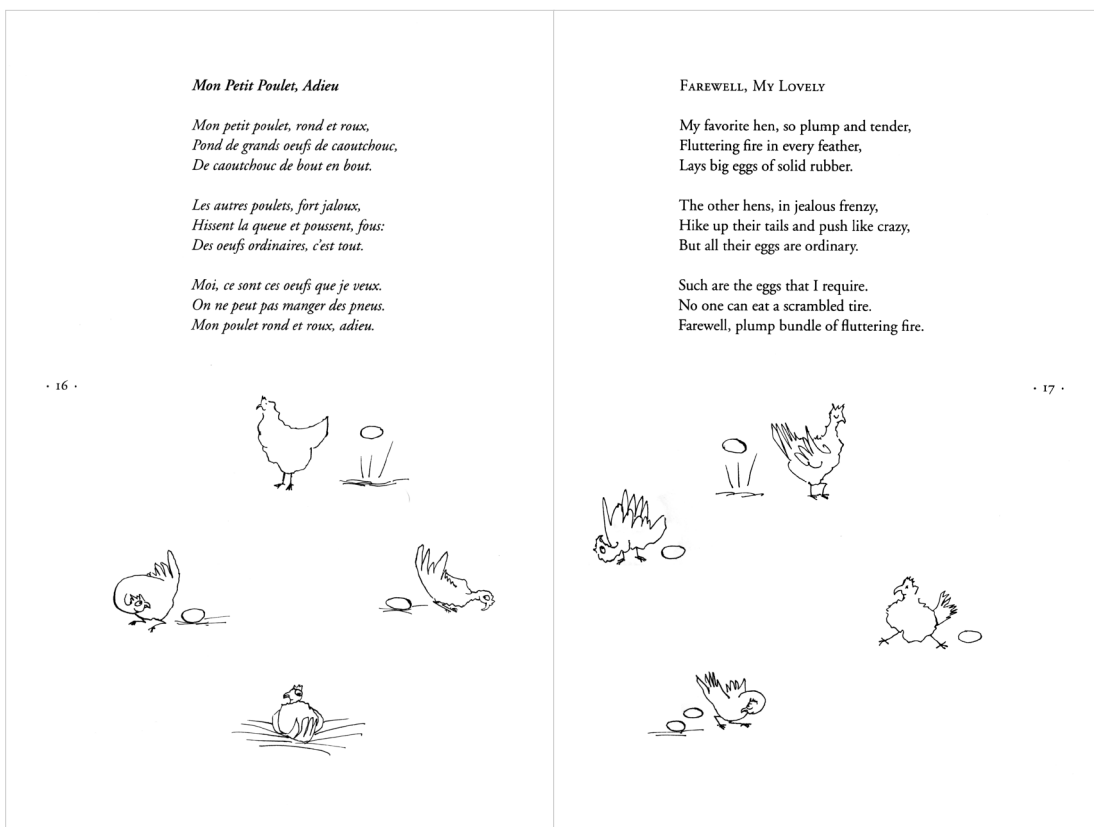 Mon Petit Poulet, Adieu
Mon petit poulet, rond et roux,
Pond de grands oeufs de caoutchouc,
De caoutchouc de bout en bout.
Les autres poulets, fort jaloux,
Hissent la queue et poussent, fous:
Des oeufs ordinaires, c'est tout.
Moi, ce sont ces oeufs que je veux.
On ne peut pas manger des pneus.
Mon poulet rond et roux, adieu.
· 16 ·
Farewell, My Lovely
My favorite hen, so plump and tender,
Fluttering fire in every feather,
Lays big eggs of solid rubber.
The other hens, in jealous frenzy,
Hike up their tails and push like crazy,
But all their eggs are ordinary.
Such are the eggs that I require.
No one can eat a scrambled tire.
Farewell, plump bundle of fluttering fire.
· 17 ·